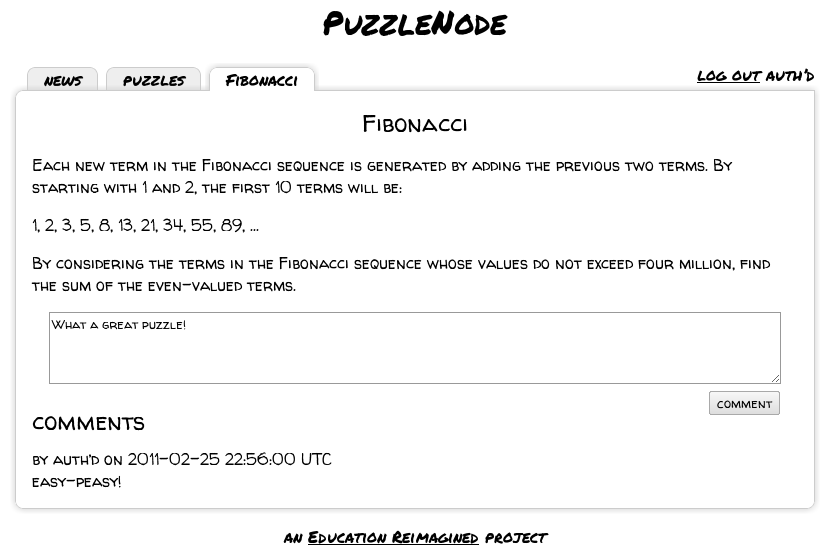 PuzzleNode
news
puzzles
Fibonacci
log out auth'd
Fibonacci
Each new term in the Fibonacci sequence is generated by adding the previous two terms. By
starting with 1 and 2, the first 10 terms will be:
1, 2, 3, 5, 8, 13, 21, 34, 55, 89, ...
By considering the terms in the Fibonacci sequence whose values do not exceed four million, find
the sum of the even-valued terms.
What a great puzzle!
comment
comments
by auth'd on 2011-02-25 22:56:00 UTC
easy-peasy!
an Education Reimagined project